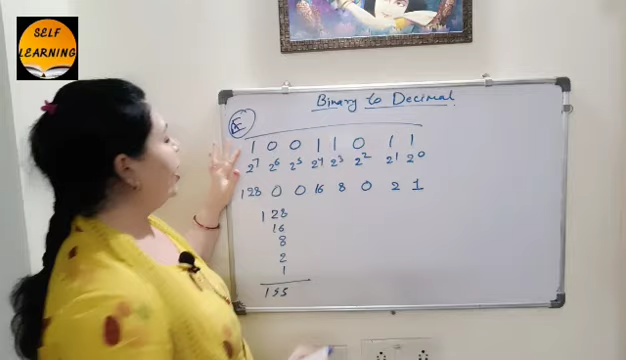 SELF
LEARNING
Binary to Decimal
1 0 0 1 1 0 1 1
2⁷ 2⁶ 2⁵ 2⁴ 2³ 2² 2¹ 2⁰
128 0 0 16 8 0 2 1
128
16
8
2
1
155